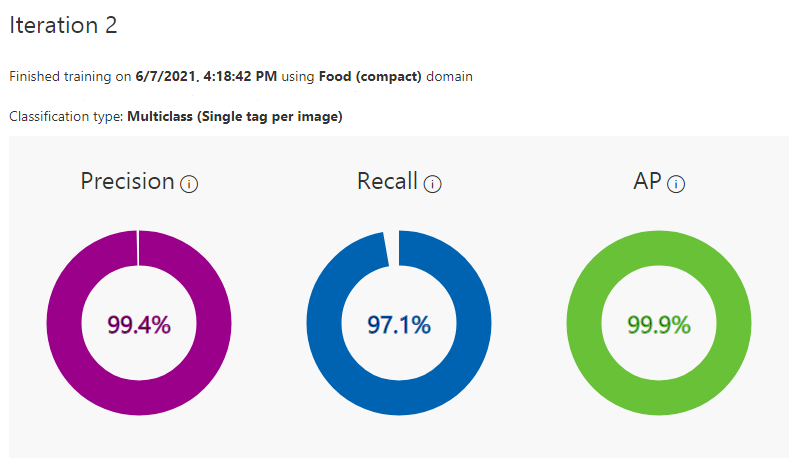 Iteration 2
Finished training on 6/7/2021, 4:18:42 PM using Food (compact) domain
Classification type: Multiclass (Single tag per image)
Precision i Recall i AP i
99.4% 97.1% 99.9%